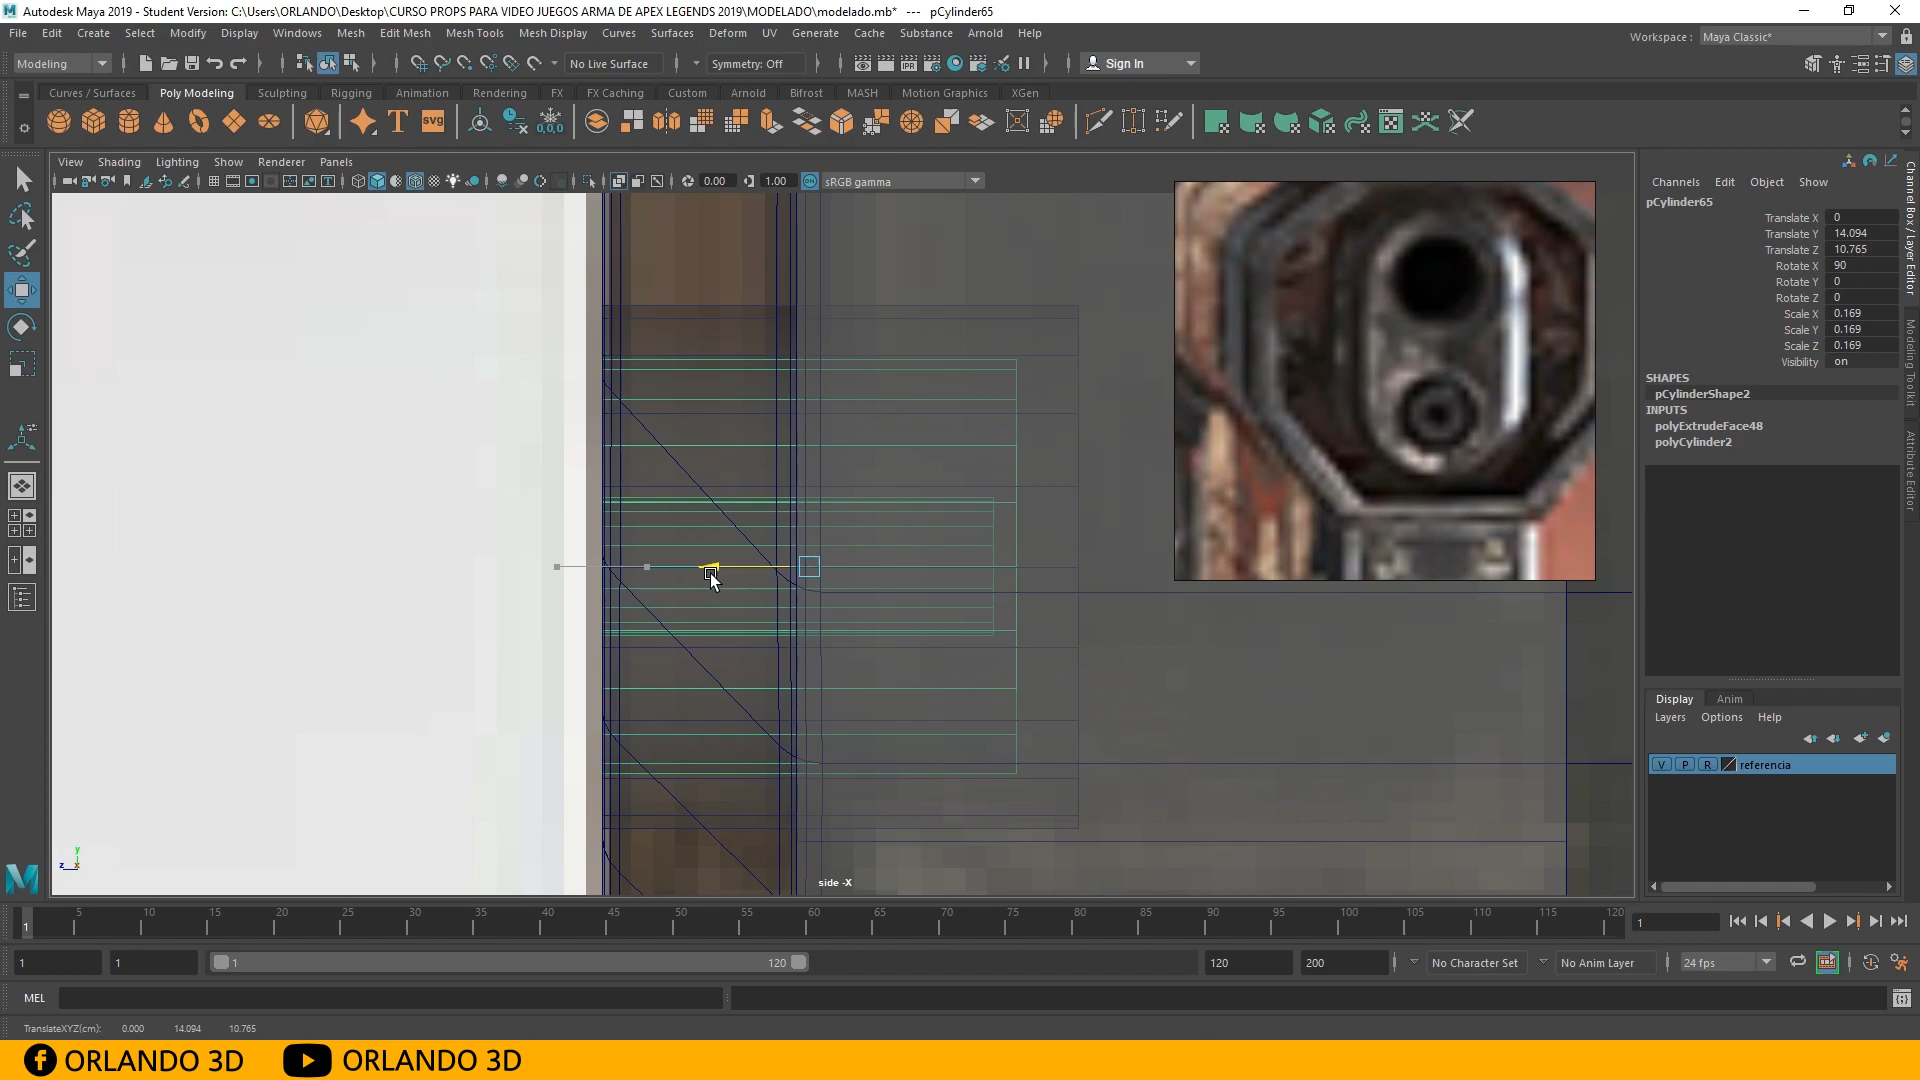 Autodesk Maya 2019 - Student Version: C:\Users\ORLANDO\Desktop\CURSO PROPS PARA VIDEO JUEGOS ARMA DE APEX LEGENDS 2019\MODELADO\modelado.mb* --- pCylinder65
File Edit Create Select Modify Display Windows Mesh Edit Mesh Mesh Tools Mesh Display Curves Surfaces Deform UV Generate Cache Substance Arnold Help
Workspace : Maya Classic*
Modeling No Live Surface Symmetry: Off Sign In
Curves / Surfaces Poly Modeling Sculpting Rigging Animation Rendering FX FX Caching Custom Arnold Bifrost MASH Motion Graphics XGen
View Shading Lighting Show Renderer Panels
0.00 1.00 sRGB gamma
Channels Edit Object Show
pCylinder65
Translate X 0
Translate Y 14.094
Translate Z 10.765
Rotate X 90
Rotate Y 0
Rotate Z 0
Scale X 0.169
Scale Y 0.169
Scale Z 0.169
Visibility on
SHAPES
pCylinderShape2
INPUTS
polyExtrudeFace48
polyCylinder2
Channel Box / Layer Editor
Modeling Toolkit
Attribute Editor
Display Anim
Layers Options Help
V P R referencia
y
z x
side -X
5 10 15 20 25 30 35 40 45 50 55 60 65 70 75 80 85 90 95 100 105 110 115 120
1 1
1 1 1 120 120 200 No Character Set No Anim Layer 24 fps
MEL
TranslateXYZ(cm): 0.000 14.094 10.765
ORLANDO 3D ORLANDO 3D